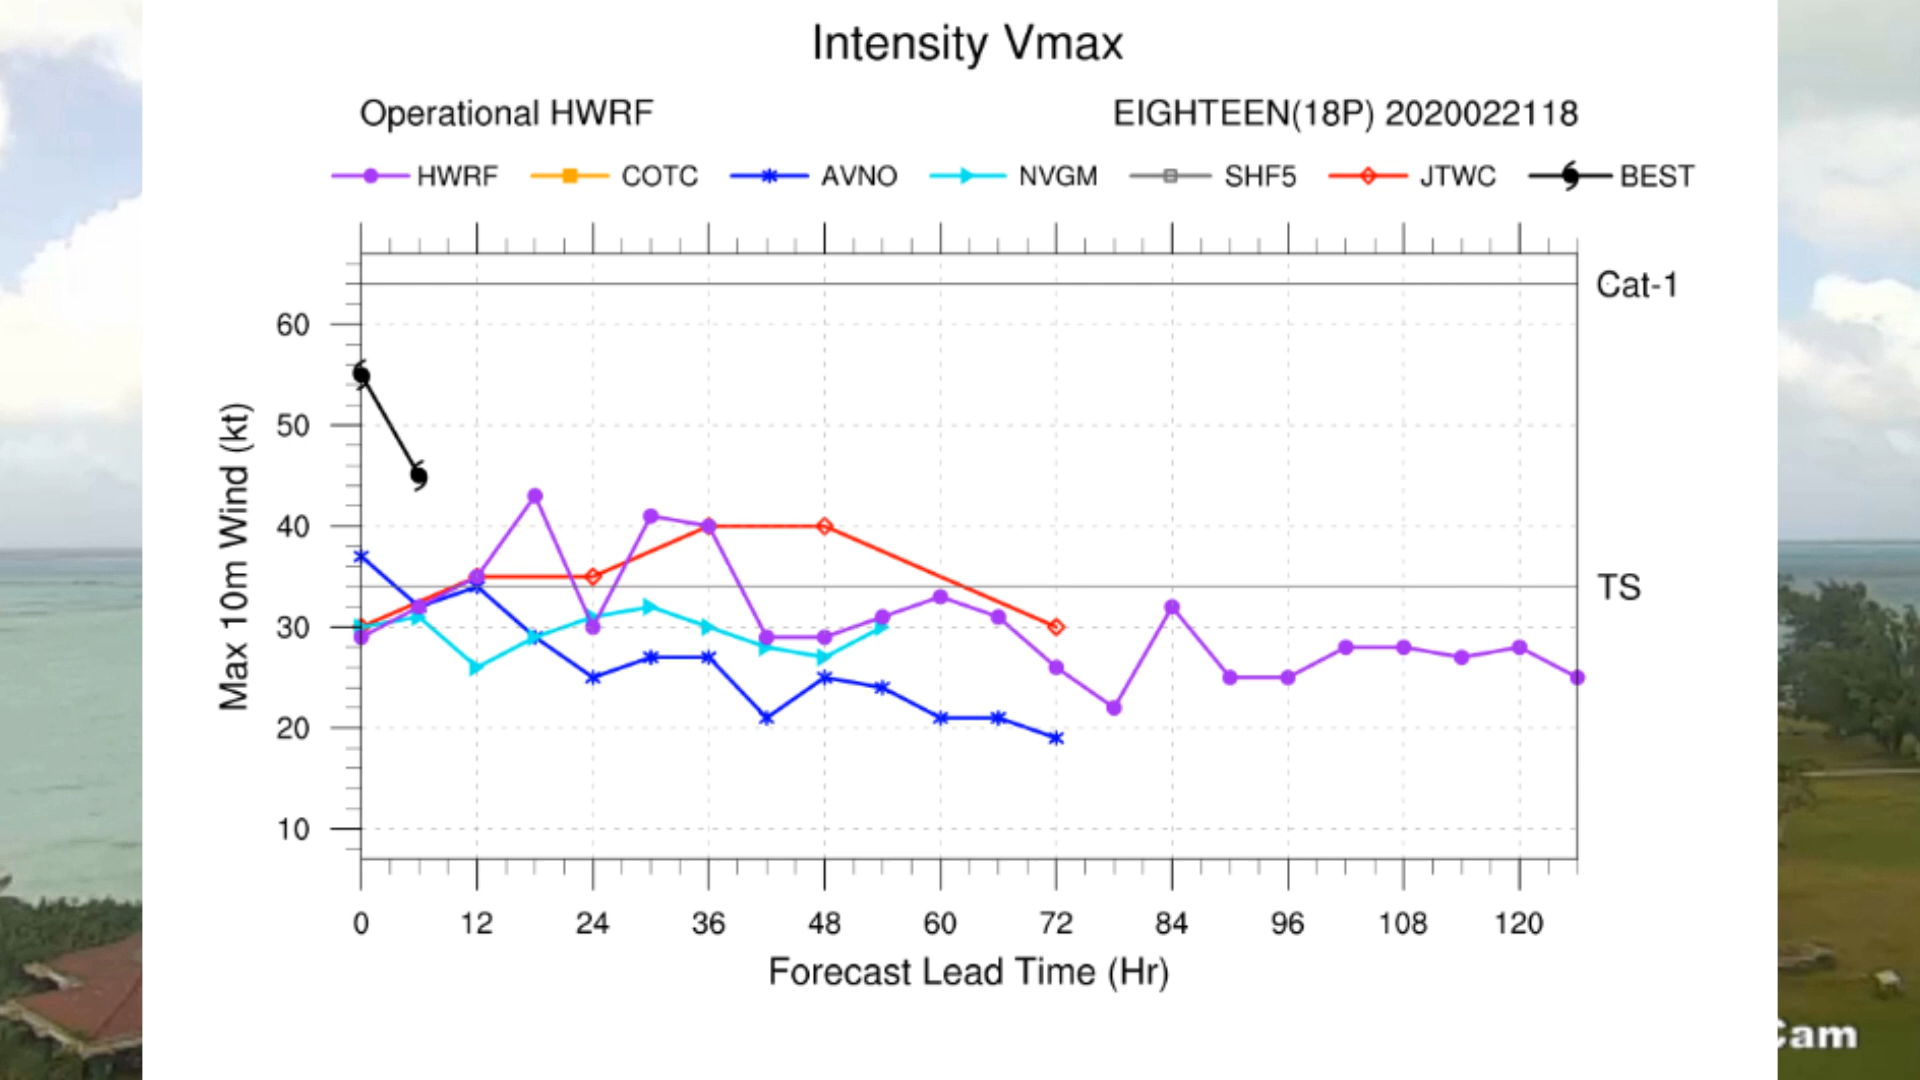 Intensity Vmax
Operational HWRF
EIGHTEEN(18P) 2020022118
HWRF COTC AVNO NVGM SHF5 JTWC BEST
Cat-1
60
50
40
TS
30
20
10
Max 10m Wind (kt)
0 12 24 36 48 60 72 84 96 108 120
Forecast Lead Time (Hr)
Cam